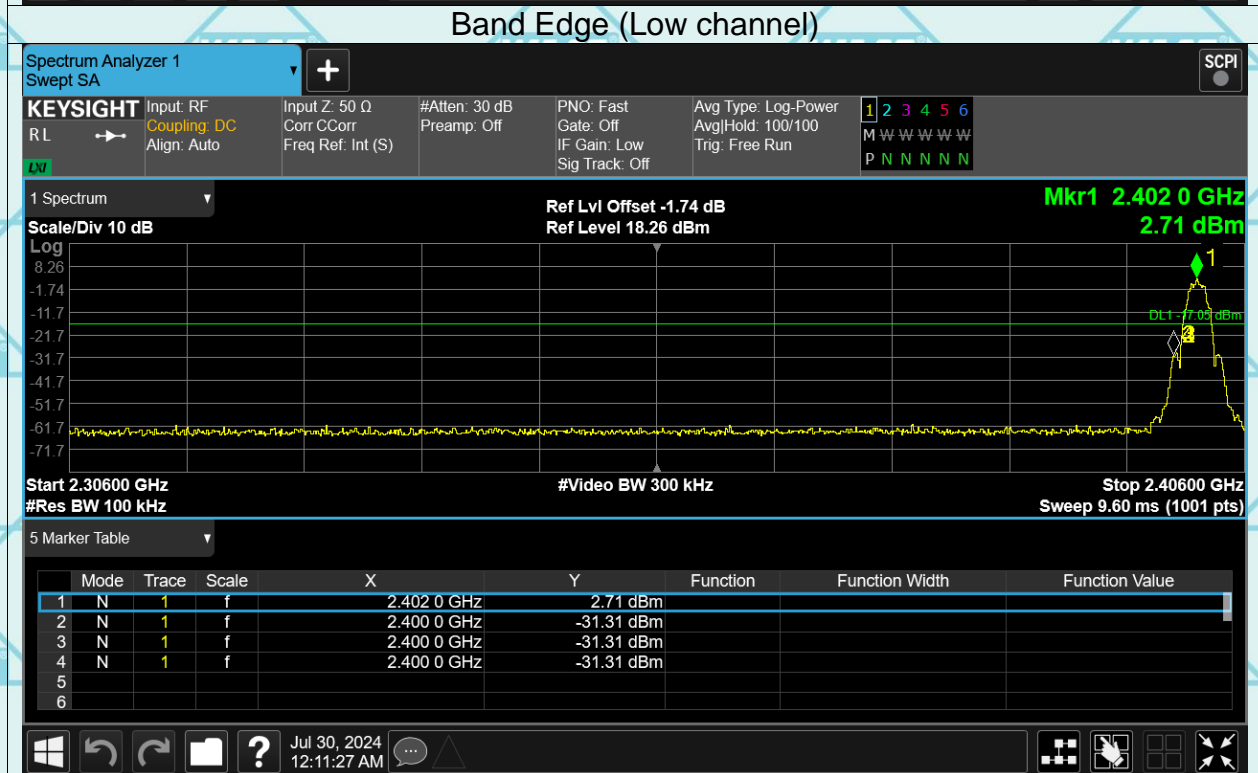 Band Edge (Low channel)
Spectrum Analyzer 1
Swept SA
SCPI
KEYSIGHT Input: RF Input Z: 50 Ω #Atten: 30 dB PNO: Fast Avg Type: Log-Power 1 2 3 4 5 6
RL Coupling: DC Corr CCorr Preamp: Off Gate: Off Avg|Hold: 100/100 M W W W W W
Align: Auto Freq Ref: Int (S) IF Gain: Low Trig: Free Run
LXI Sig Track: Off P N N N N N
1 Spectrum Ref Lvl Offset -1.74 dB Mkr1 2.402 0 GHz
Scale/Div 10 dB Ref Level 18.26 dBm 2.71 dBm
Log
1
8.26
-1.74
-11.7
DL1 -17.05 dBm
-21.7
-31.7
-41.7
-51.7
-61.7
-71.7
Start 2.30600 GHz #Video BW 300 kHz Stop 2.40600 GHz
#Res BW 100 kHz Sweep 9.60 ms (1001 pts)
5 Marker Table
Mode Trace Scale X Y Function Function Width Function Value
1 N 1 f 2.402 0 GHz 2.71 dBm
2 N 1 f 2.400 0 GHz -31.31 dBm
3 N 1 f 2.400 0 GHz -31.31 dBm
4 N 1 f 2.400 0 GHz -31.31 dBm
5
6
? Jul 30, 2024
12:11:27 AM